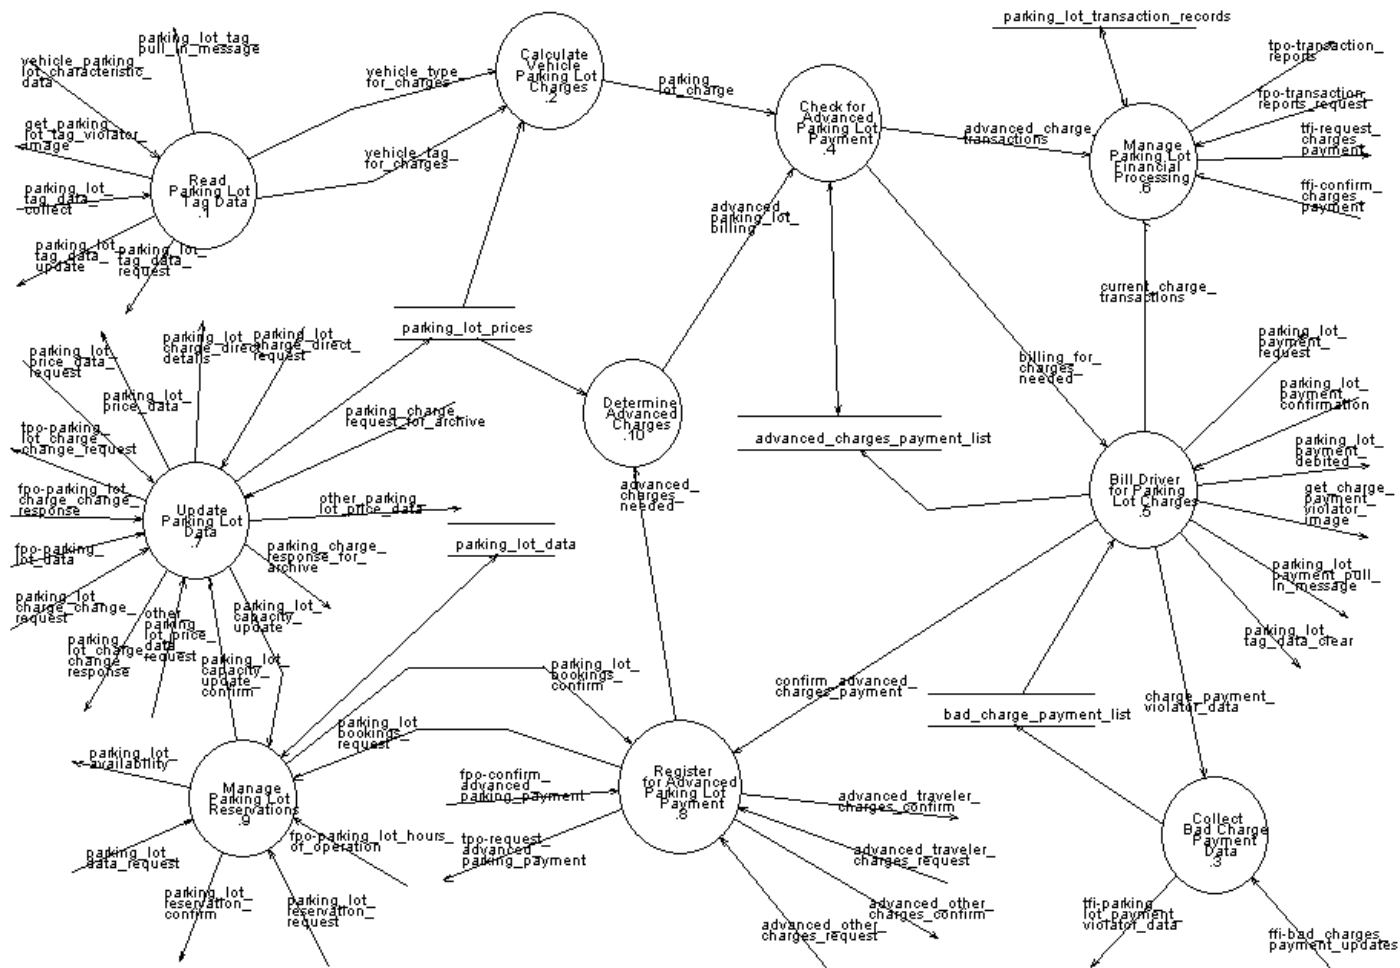 parking_lot_tag_
pull_in_message
vehicle_parking_
lot_characteristic_
data
get_parking_
lot_tag_violator_
image
parking_lot_
tag_data_
collect
parking_lot_
tag_data_
update
parking_lot_
tag_data_
request
Read
Parking Lot
Tag Data
.1
vehicle_type_
for_charges
vehicle_tag_
for_charges
Calculate
Vehicle
Parking Lot
Charges
.2
parking_
lot_charge
Check for
Advanced
Parking Lot
Payment
.4
advanced_charge_
transactions
parking_lot_transaction_records
Manage
Parking Lot
Financial
Processing
.6
tpo-transaction_
reports
fpo-transaction_
reports_request
tfi-request_
charges_
payment
ffi-confirm_
charges_
payment
advanced_
parking_lot_
billing
parking_lot_prices
current_charge_
transactions
billing_for_
charges_
needed
parking_lot_
price_data_
request
parking_lot_
price_data
parking_lot_
charge_direct_
details
parking_lot_
charge_direct_
request
parking_charge_
request_for_archive
tpo-parking_
lot_charge_
change_request
fpo-parking_lot_
charge_change_
response
fpo-parking_
lot_data
parking_lot_
charge_change_
request
parking_
lot_charge_
change_
response
other_
lot_price_
data_
request
Update
Parking Lot
Data
.7
other_parking_
lot_price_data
parking_charge_
response_for_
archive
parking_lot_
capacity_
update
parking_lot_
capacity_
update_
confirm
parking_lot_data
Determine
Advanced
Charges
.10
advanced_
charges_
needed
advanced_charges_payment_list
Bill Driver
for Parking
Lot Charges
.5
parking_lot_
payment_
request
parking_lot_
payment_
confirmation
parking_lot_
payment_
debited
get_charge_
payment_
violator_
image
parking_lot_
payment_pull_
in_message
parking_lot_
tag_data_clear
parking_lot_
bookings_
confirm
parking_lot_
bookings_
request
confirm_advanced_
charges_payment
bad_charge_payment_list
charge_payment_
violator_data
parking_lot_
availability
Manage
Parking Lot
Reservations
.9
fpo-parking_lot_hours_
of_operation
parking_lot_
data_request
parking_lot_
reservation_
confirm
parking_lot_
reservation_
request
fpo-confirm_
advanced_
parking_payment
tpo-request_
advanced_
parking_payment
Register
for Advanced
Parking Lot
Payment
.8
advanced_traveler_
charges_confirm
advanced_traveler_
charges_request
advanced_other_
charges_confirm
advanced_other_
charges_request
Collect
Bad Charge
Payment
Data
.3
tfi-parking_
lot_payment_
violator_data
ffi-bad_charges_
payment_updates